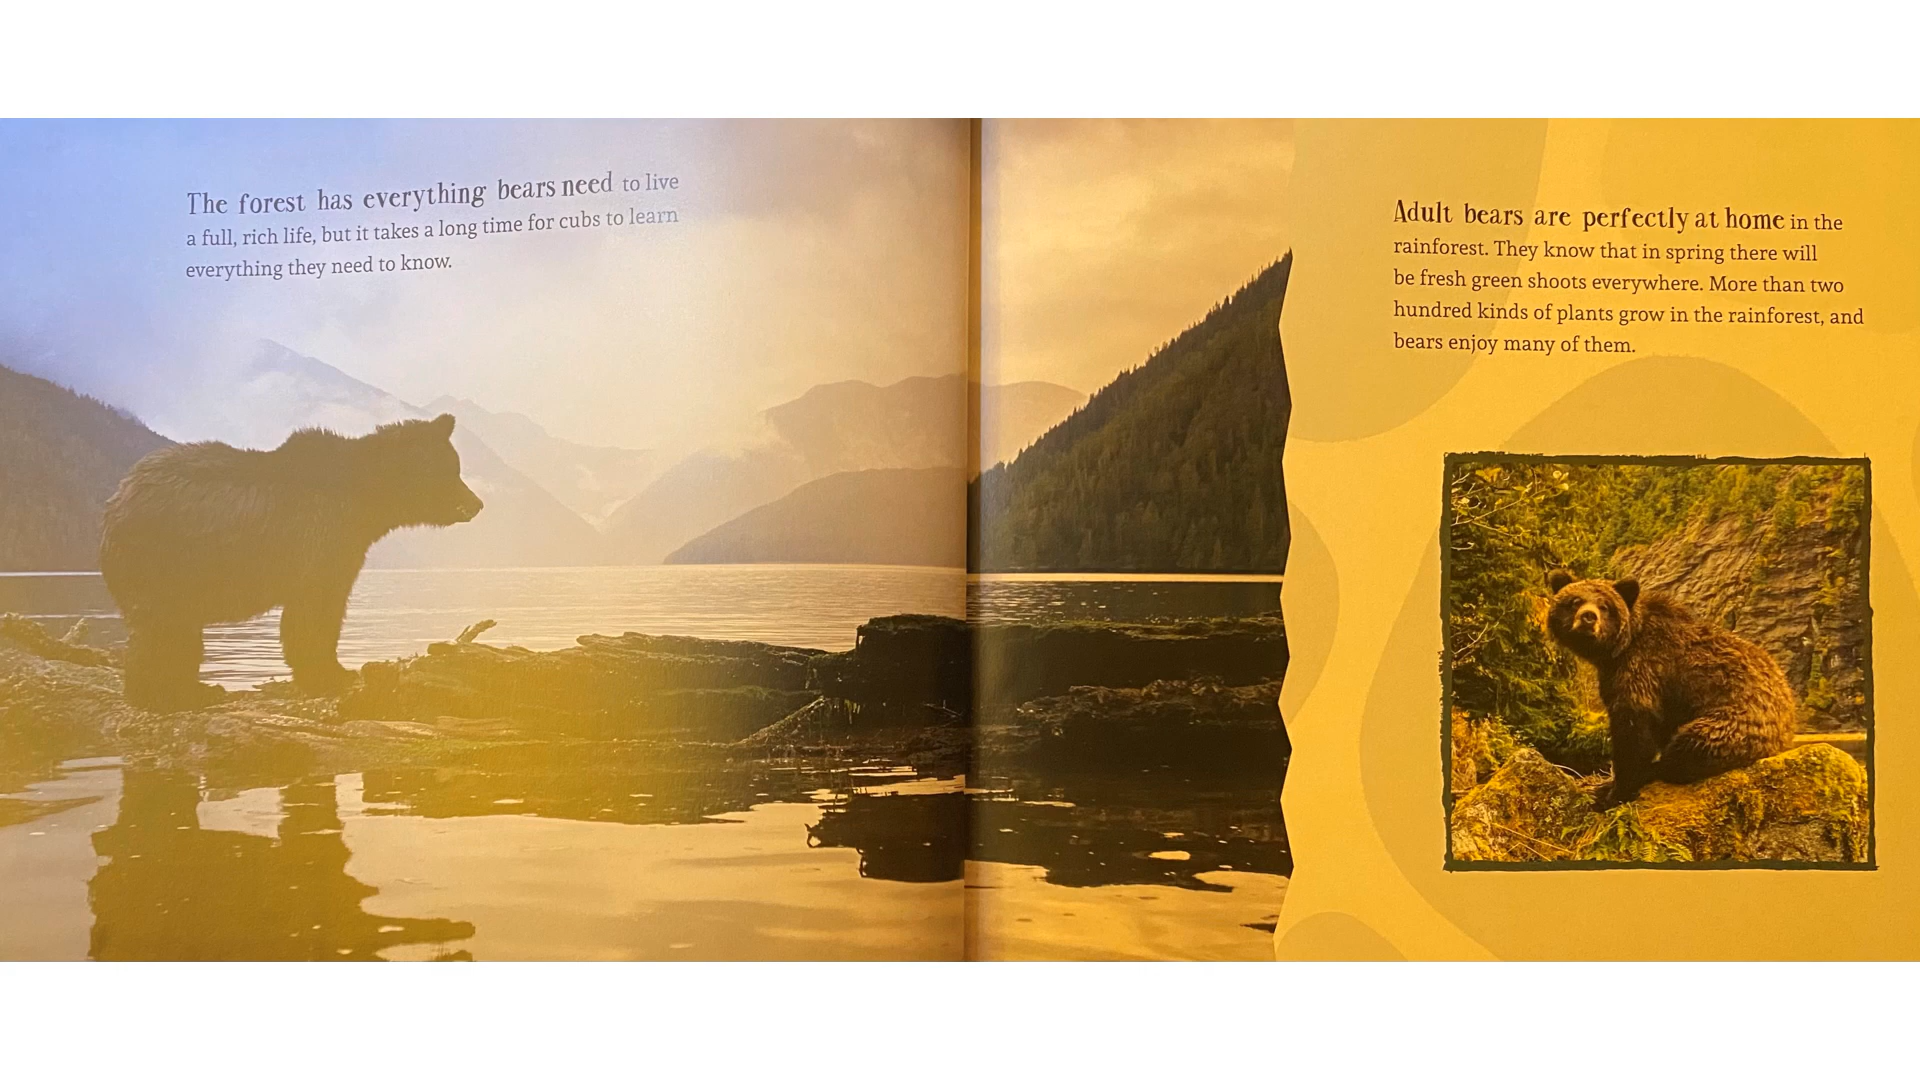 The forest has everything bears need to live
a full, rich life, but it takes a long time for cubs to learn
everything they need to know.
Adult bears are perfectly at home in the
rainforest. They know that in spring there will
be fresh green shoots everywhere. More than two
hundred kinds of plants grow in the rainforest, and
bears enjoy many of them.